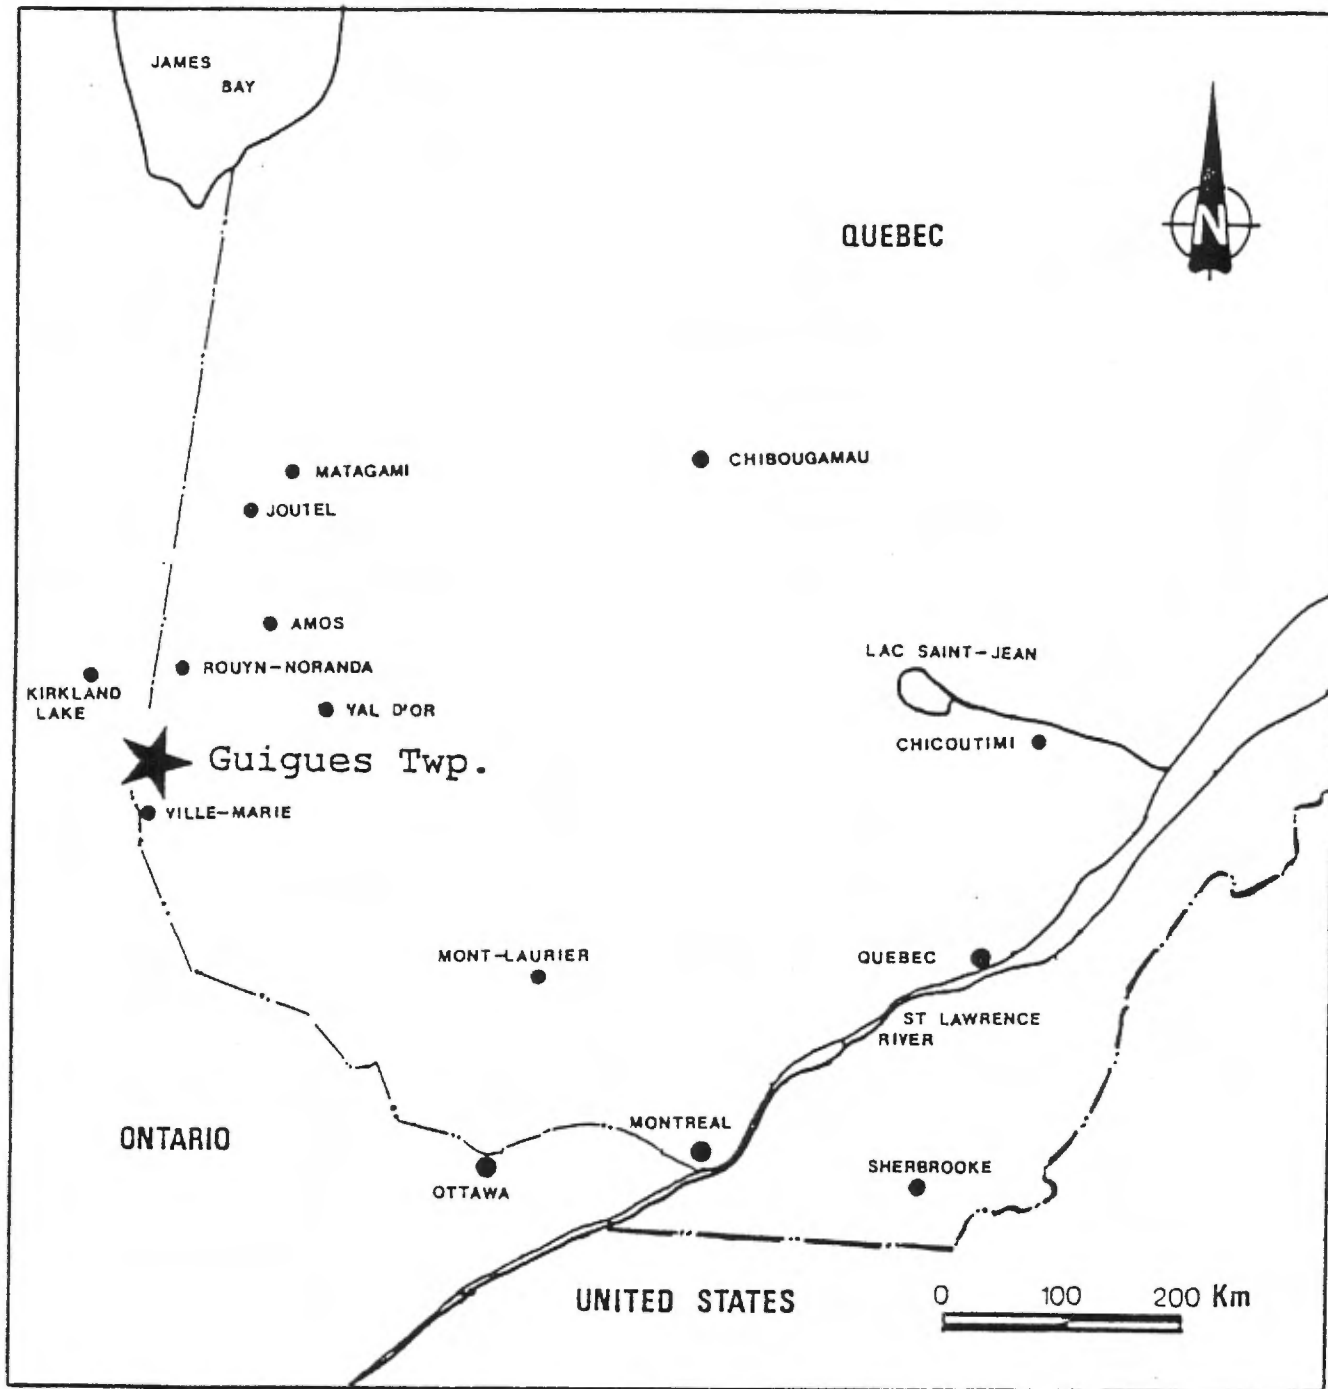 JAMES
BAY
N
QUEBEC
MATAGAMI
CHIBOUGAMAU
JOUTEL
AMOS
ROUYN-NORANDA
LAC SAINT-JEAN
KIRKLAND
LAKE
VAL D'OR
CHICOUTIMI
Guigues Twp.
VILLE-MARIE
MONT-LAURIER
QUEBEC
ST LAWRENCE
RIVER
MONTREAL
ONTARIO
SHERBROOKE
OTTAWA
UNITED STATES
0 100 200 Km